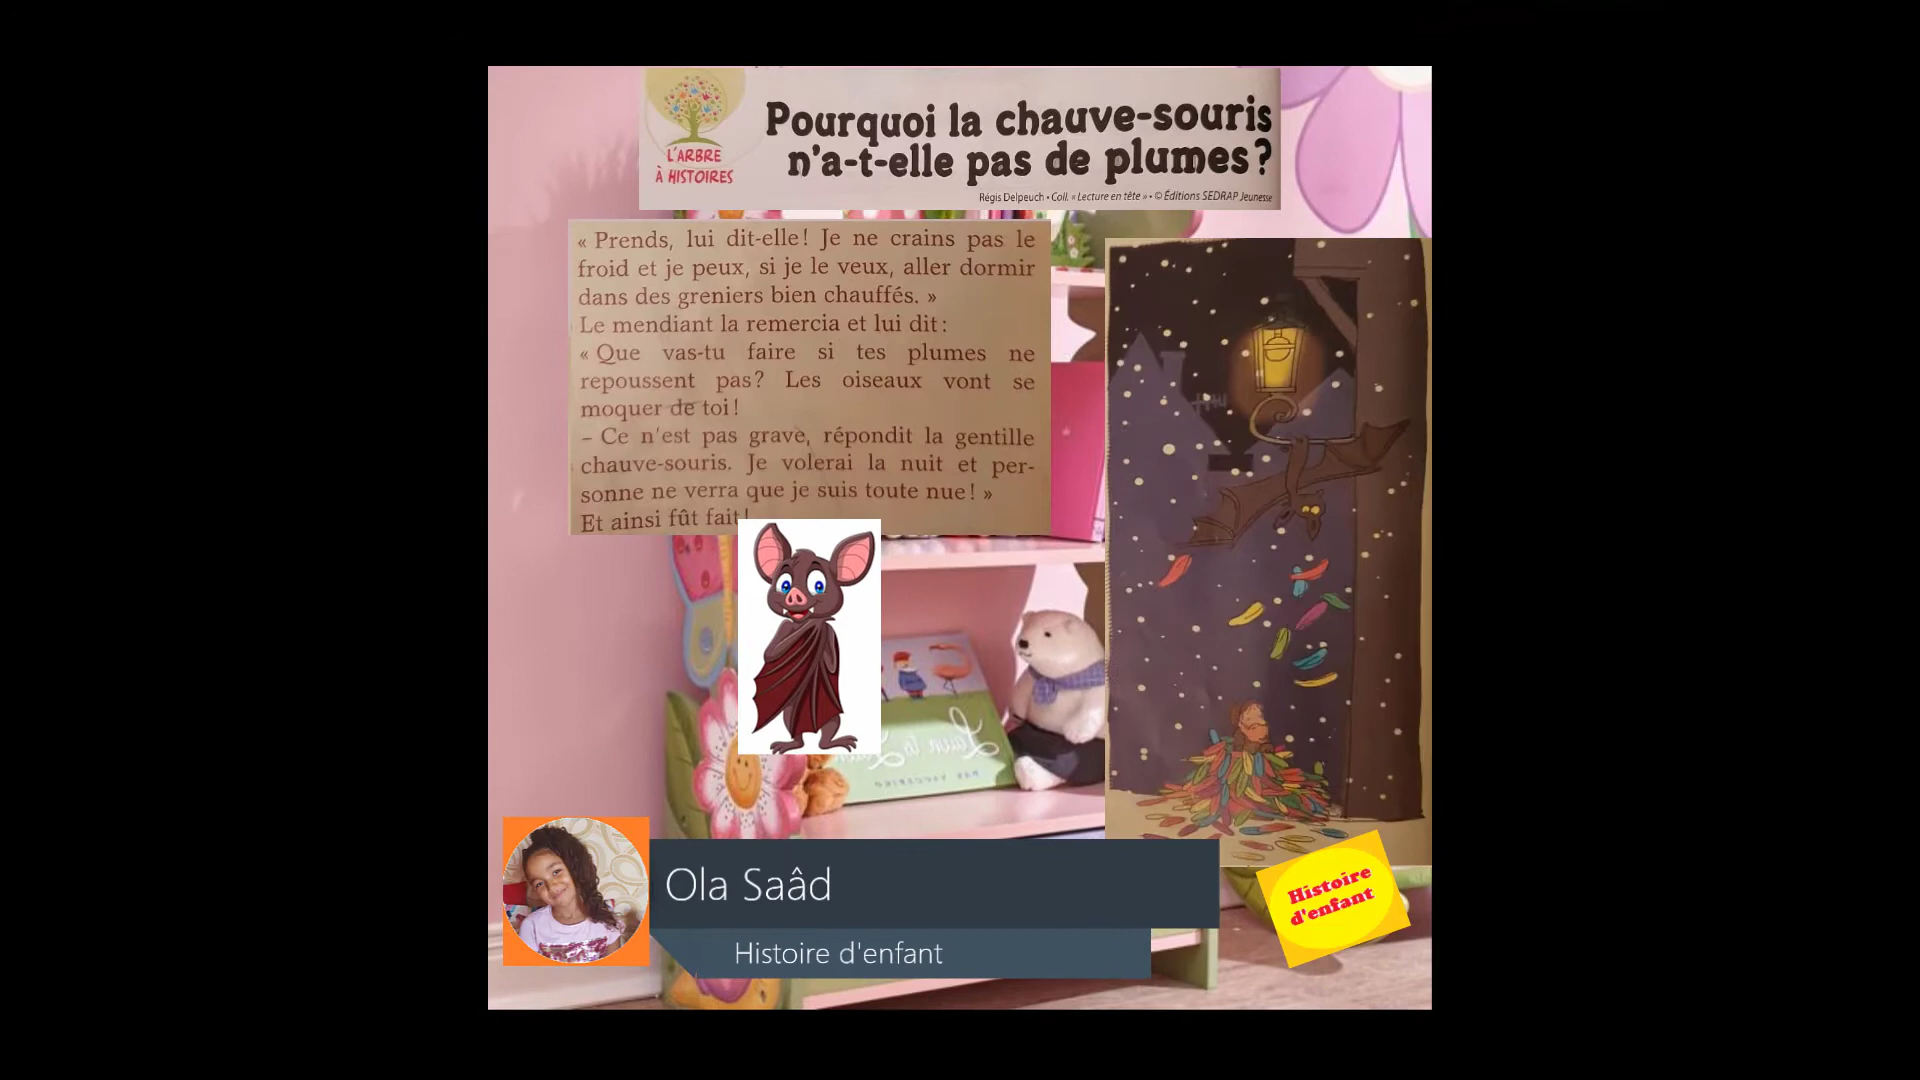 L'ARBRE
À HISTOIRES
Pourquoi la chauve-souris
n'a-t-elle pas de plumes?
Régis Delpeuch • Coll. « Lecture en tête » • © Éditions SEDRAP Jeunesse
« Prends, lui dit-elle! Je ne crains pas le
froid et je peux, si je le veux, aller dormir
dans des greniers bien chauffés. »
Le mendiant la remercia et lui dit:
« Que vas-tu faire si tes plumes ne
repoussent pas? Les oiseaux vont se
moquer de toi!
– Ce n'est pas grave, répondit la gentille
chauve-souris. Je volerai la nuit et per-
sonne ne verra que je suis toute nue! »
Et ainsi fût fait!
Ola Saâd
Histoire d'enfant
Histoire
d'enfant